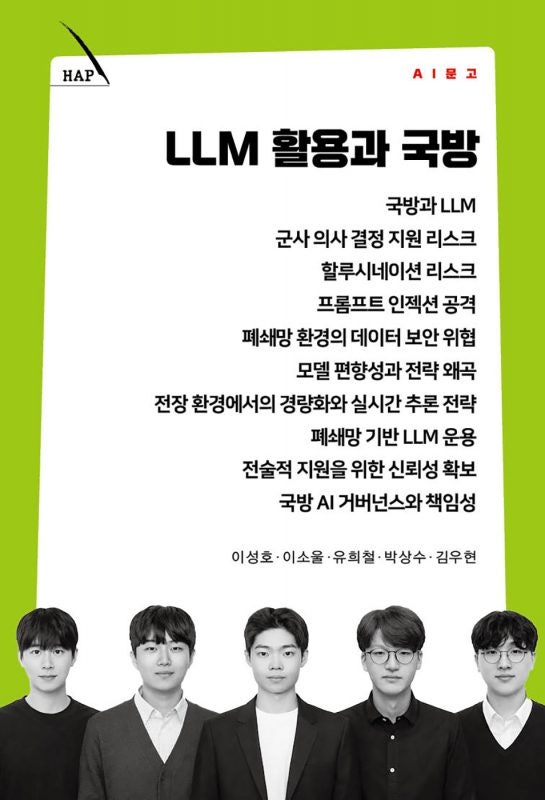 HAP
AI문고
LLM 활용과 국방
국방과 LLM
군사 의사 결정 지원 리스크
할루시네이션 리스크
프롬프트 인젝션 공격
폐쇄망 환경의 데이터 보안 위협
모델 편향성과 전략 왜곡
전장 환경에서의 경량화와 실시간 추론 전략
폐쇄망 기반 LLM 운용
전술적 지원을 위한 신뢰성 확보
국방 AI 거버넌스와 책임성
이성호·이소울·유희철·박상수·김우현